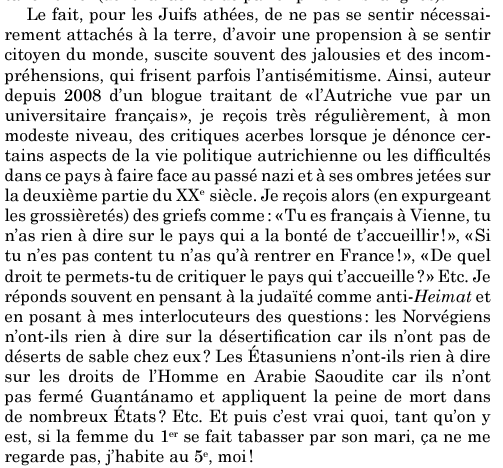 Le fait, pour les Juifs athées, de ne pas se sentir nécessai-
rement attachés à la terre, d'avoir une propension à se sentir
citoyen du monde, suscite souvent des jalousies et des incom-
préhensions, qui frisent parfois l'antisémitisme. Ainsi, auteur
depuis 2008 d'un blogue traitant de «l'Autriche vue par un
universitaire français», je reçois très régulièrement, à mon
modeste niveau, des critiques acerbes lorsque je dénonce cer-
tains aspects de la vie politique autrichienne ou les difficultés
dans ce pays à faire face au passé nazi et à ses ombres jetées sur
la deuxième partie du XXe siècle. Je reçois alors (en expurgeant
les grossièretés) des griefs comme: «Tu es français à Vienne, tu
n'as rien à dire sur le pays qui a la bonté de t'accueillir!», «Si
tu n'es pas content tu n'as qu'à rentrer en France!», «De quel
droit te permets-tu de critiquer le pays qui t'accueille?» Etc. Je
réponds souvent en pensant à la judaïté comme anti-Heimat et
en posant à mes interlocuteurs des questions: les Norvégiens
n'ont-ils rien à dire sur la désertification car ils n'ont pas de
déserts de sable chez eux? Les Étasuniens n'ont-ils rien à dire
sur les droits de l'Homme en Arabie Saoudite car ils n'ont
pas fermé Guantánamo et appliquent la peine de mort dans
de nombreux États? Etc. Et puis c'est vrai quoi, tant qu'on y
est, si la femme du 1er se fait tabasser par son mari, ça ne me
regarde pas, j'habite au 5e, moi!